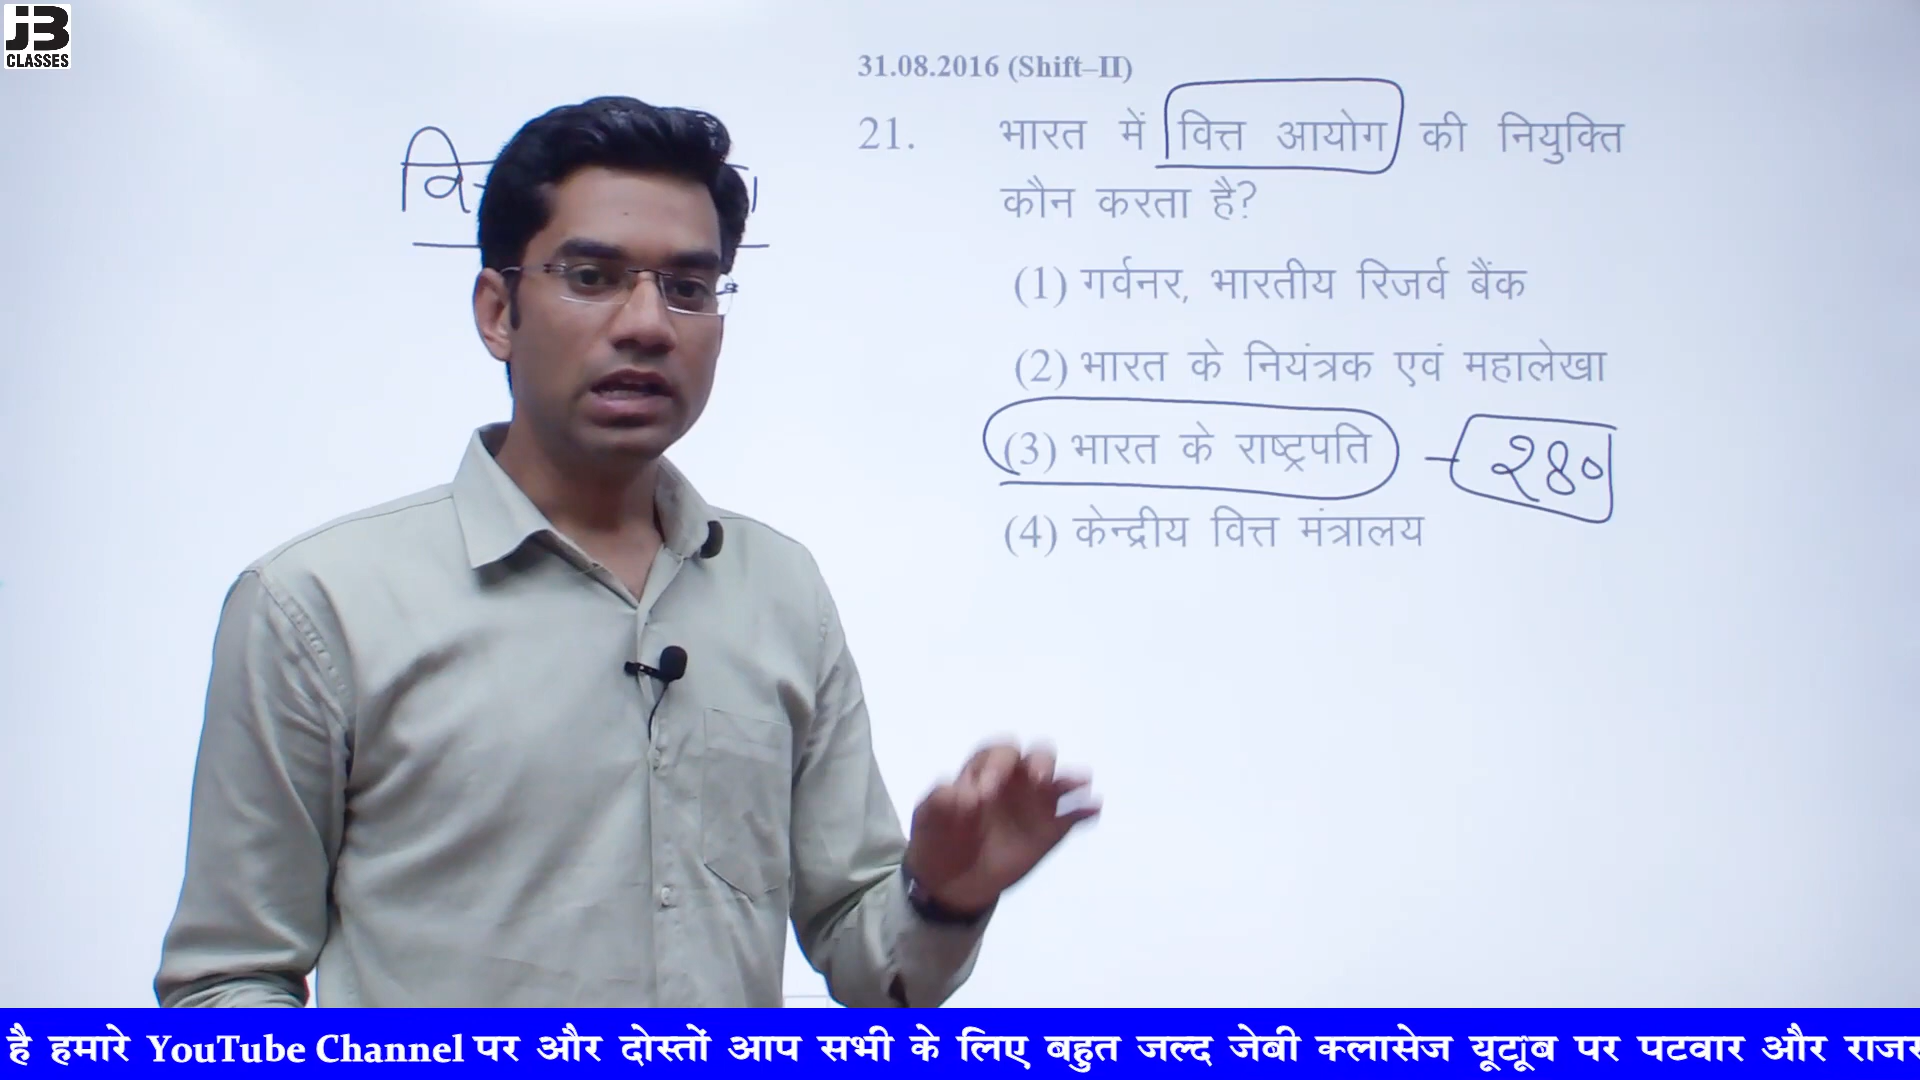 JB
CLASSES
31.08.2016 (Shift–II)
21. भारत में वित्त आयोग की नियुक्ति
कौन करता है?
(1) गर्वनर, भारतीय रिजर्व बैंक
(2) भारत के नियंत्रक एवं महालेखा
(3) भारत के राष्ट्रपति – 280
(4) केन्द्रीय वित्त मंत्रालय
है हमारे YouTube Channel पर और दोस्तों आप सभी के लिए बहुत जल्द जेबी क्लासेज यूट्यूब पर पटवार और